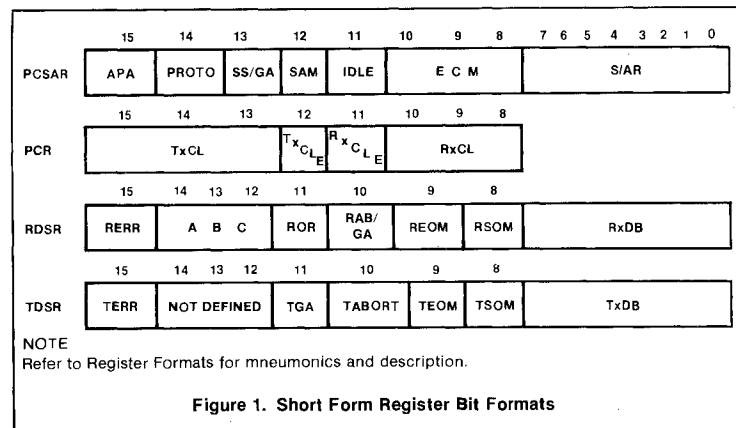 15 14 13 12 11 10 9 8 7 6 5 4 3 2 1 0
PCSAR APA PROTO SS/GA SAM IDLE E C M S/AR
15 14 13 12 11 10 9 8
PCR TxCL TxCLE RxCLE RxCL
15 14 13 12 11 10 9 8
RDSR RERR A B C ROR RAB/GA REOM RSOM RxDB
15 14 13 12 11 10 9 8
TDSR TERR NOT DEFINED TGA TABORT TEOM TSOM TxDB
NOTE
Refer to Register Formats for mneumonics and description.
Figure 1. Short Form Register Bit Formats